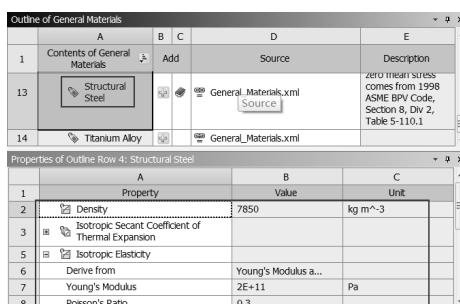 Outline of General Materials
A B C D E
1 Contents of General Materials Add Source Description
13 Structural Steel General_Materials.xml zero mean stress
comes from 1998
ASME BPV Code,
Section 8, Div 2,
Table 5-110.1
Source
14 Titanium Alloy General_Materials.xml
Properties of Outline Row 4: Structural Steel
A B C
1 Property Value Unit
2 Density 7850 kg m^-3
3 Isotropic Secant Coefficient of
Thermal Expansion
5 Isotropic Elasticity
6 Derive from Young's Modulus a...
7 Young's Modulus 2E+11 Pa
8 Poisson's Ratio 0.3